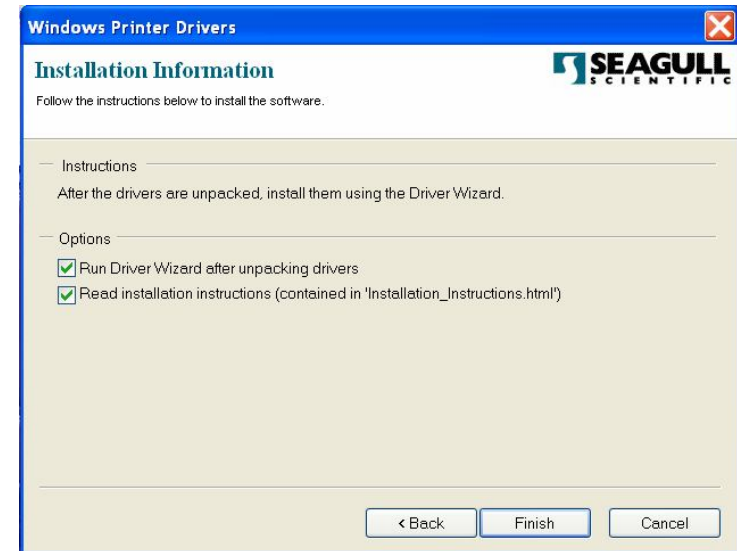 Windows Printer Drivers
Installation Information
SEAGULL
SCIENTIFIC
Follow the instructions below to install the software.
Instructions
After the drivers are unpacked, install them using the Driver Wizard.
Options
Run Driver Wizard after unpacking drivers
Read installation instructions (contained in 'Installation_Instructions.html')
< Back Finish Cancel